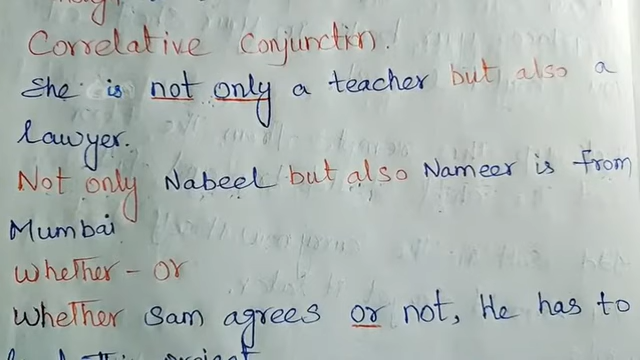 Correlative Conjunction.
She is not only a teacher but also a
lawyer.
Not only Nabeel but also Nameer is from
Mumbai
Whether - or
Whether Sam agrees or not, He has to